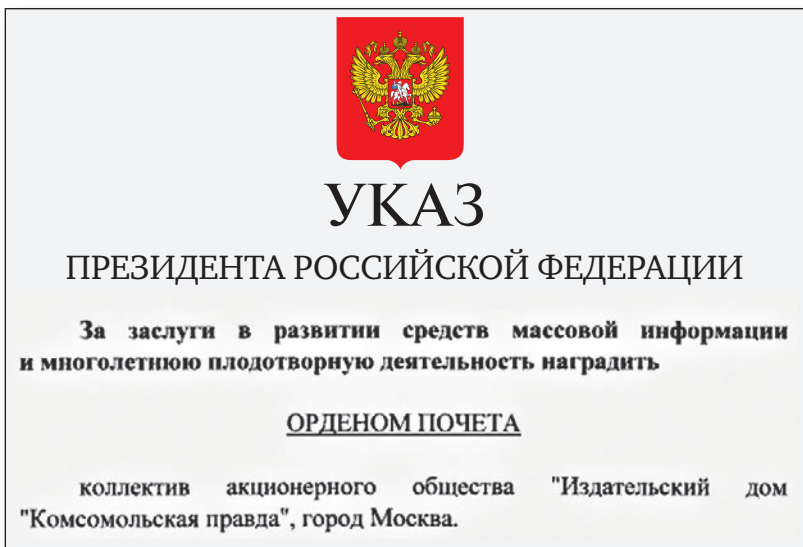 УКАЗ
ПРЕЗИДЕНТА РОССИЙСКОЙ ФЕДЕРАЦИИ
За заслуги в развитии средств массовой информации
и многолетнюю плодотворную деятельность наградить
ОРДЕНОМ ПОЧЕТА
коллектив акционерного общества "Издательский дом
"Комсомольская правда", город Москва.